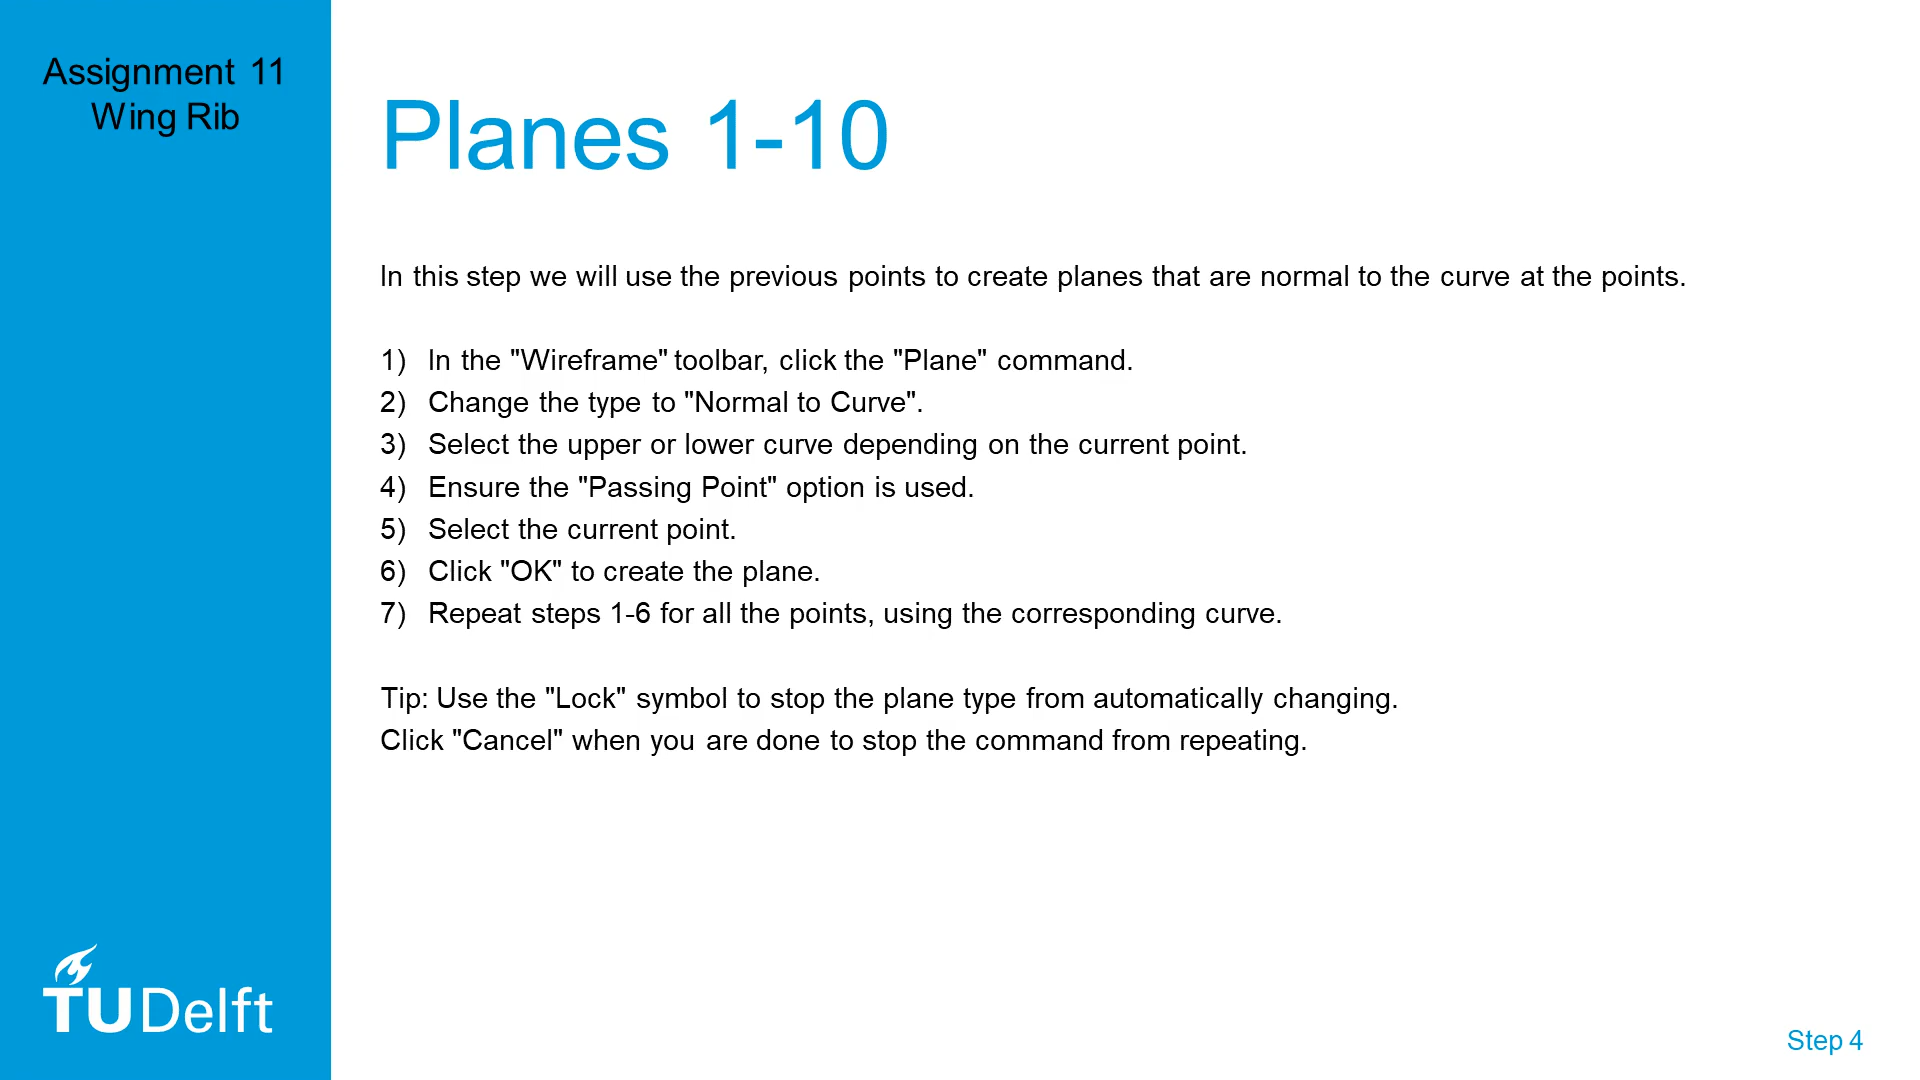 Assignment 11
Wing Rib
Planes 1-10
In this step we will use the previous points to create planes that are normal to the curve at the points.
1) In the "Wireframe" toolbar, click the "Plane" command.
2) Change the type to "Normal to Curve".
3) Select the upper or lower curve depending on the current point.
4) Ensure the "Passing Point" option is used.
5) Select the current point.
6) Click "OK" to create the plane.
7) Repeat steps 1-6 for all the points, using the corresponding curve.
Tip: Use the "Lock" symbol to stop the plane type from automatically changing.
Click "Cancel" when you are done to stop the command from repeating.
TUDelft
Step 4